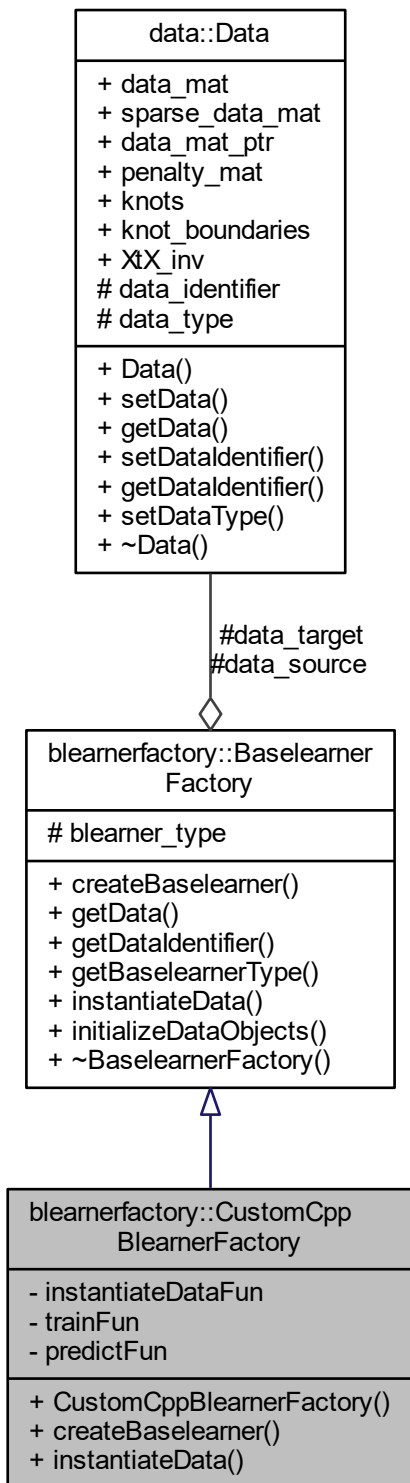 data::Data
+ data_mat
+ sparse_data_mat
+ data_mat_ptr
+ penalty_mat
+ knots
+ knot_boundaries
+ XtX_inv
# data_identifier
# data_type
+ Data()
+ setData()
+ getData()
+ setDataIdentifier()
+ getDataIdentifier()
+ setDataType()
+ ~Data()
#data_target
#data_source
blearnerfactory::Baselearner
Factory
# blearner_type
+ createBaselearner()
+ getData()
+ getDataIdentifier()
+ getBaselearnerType()
+ instantiateData()
+ initializeDataObjects()
+ ~BaselearnerFactory()
blearnerfactory::CustomCpp
BlearnerFactory
- instantiateDataFun
- trainFun
- predictFun
+ CustomCppBlearnerFactory()
+ createBaselearner()
+ instantiateData()